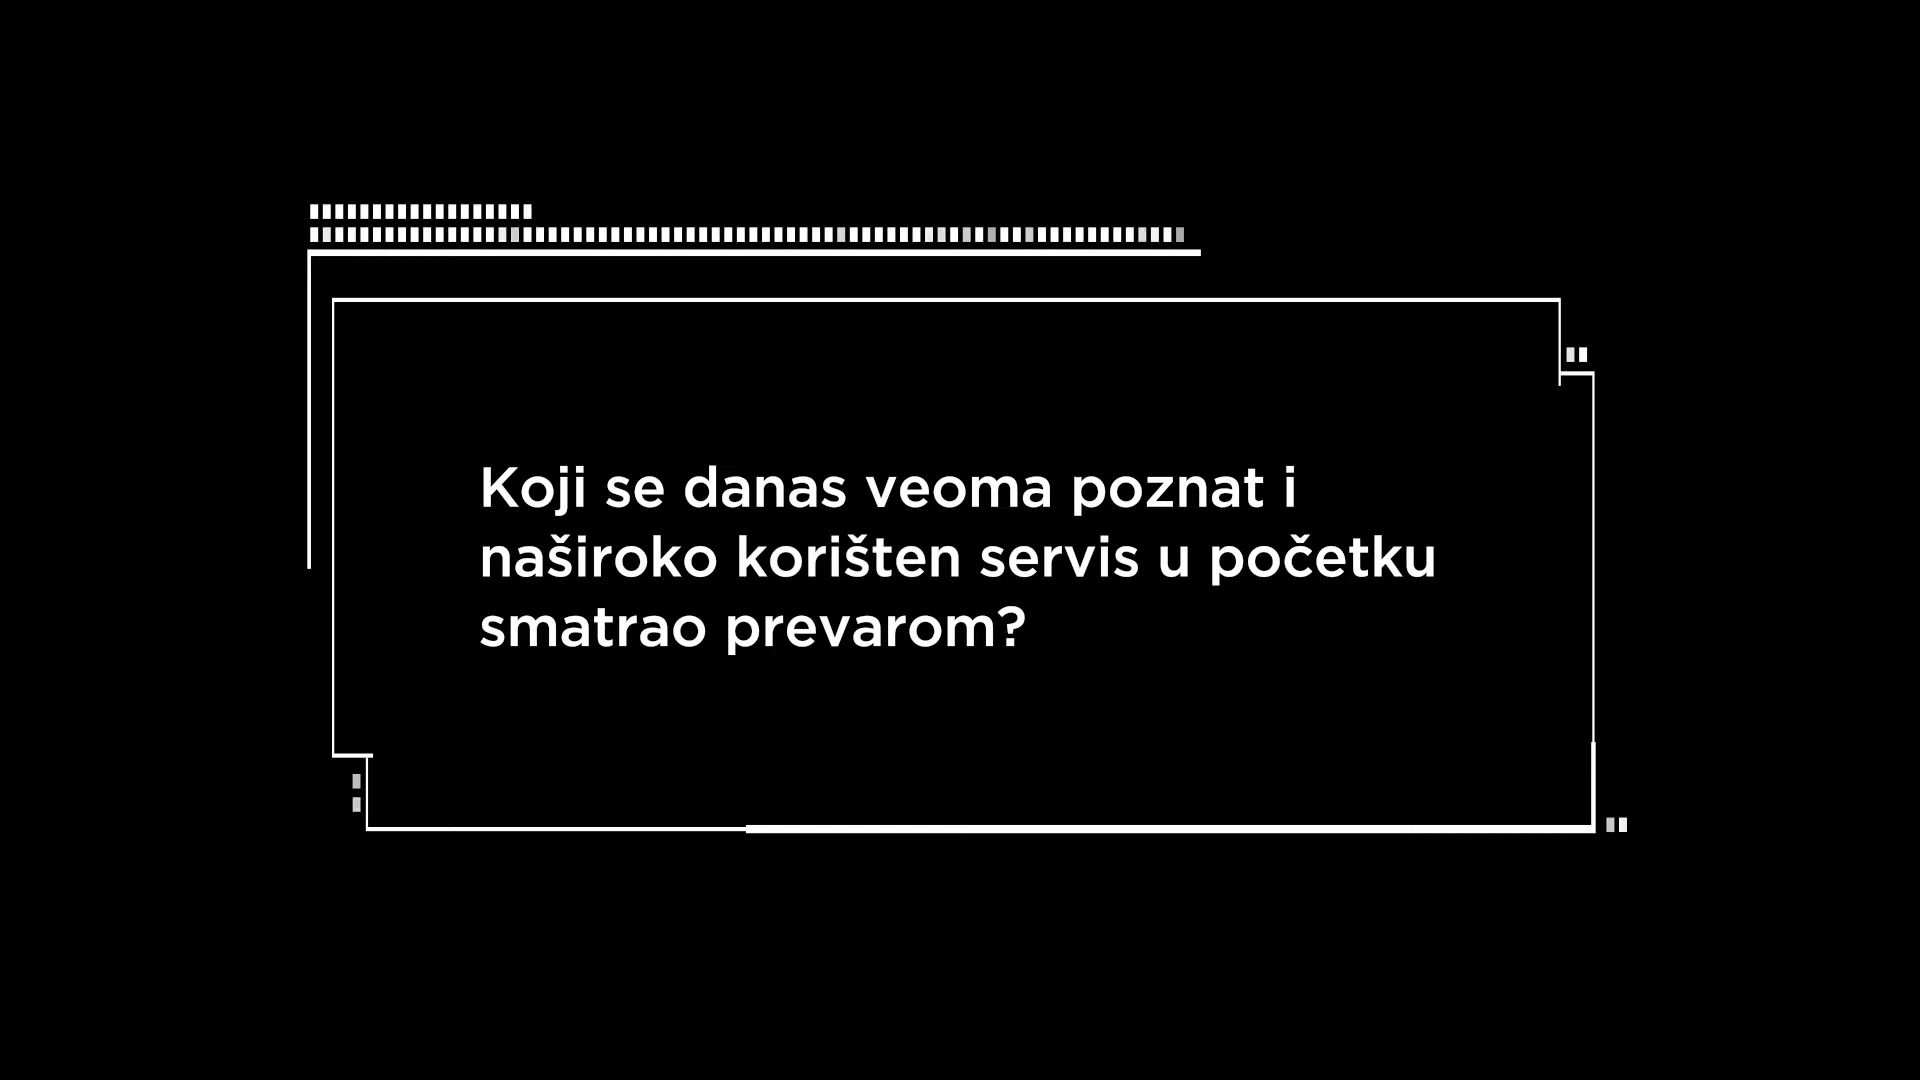 Koji se danas veoma poznat i
naširoko korišten servis u početku
smatrao prevarom?